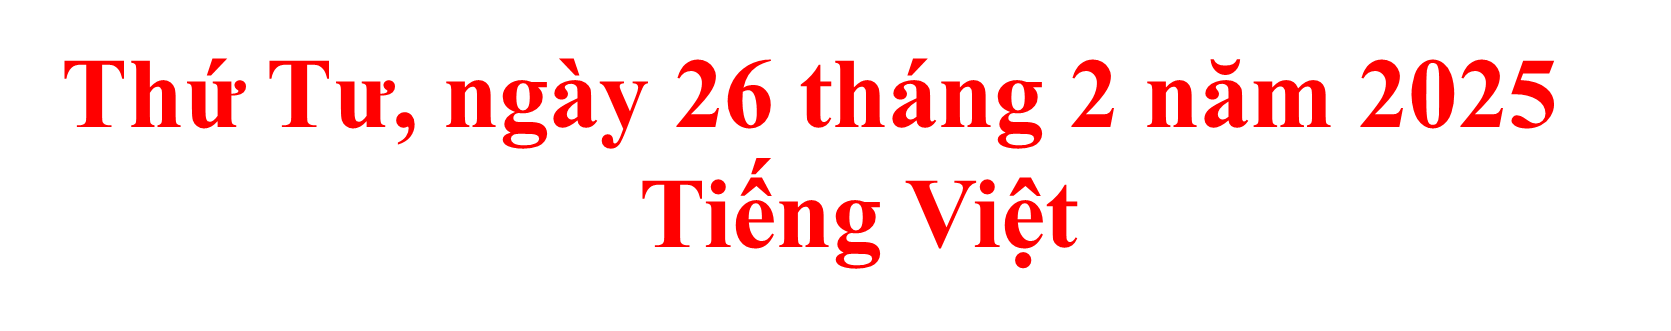 Thứ Tư, ngày 26 tháng 2 năm 2025
Tiếng Việt